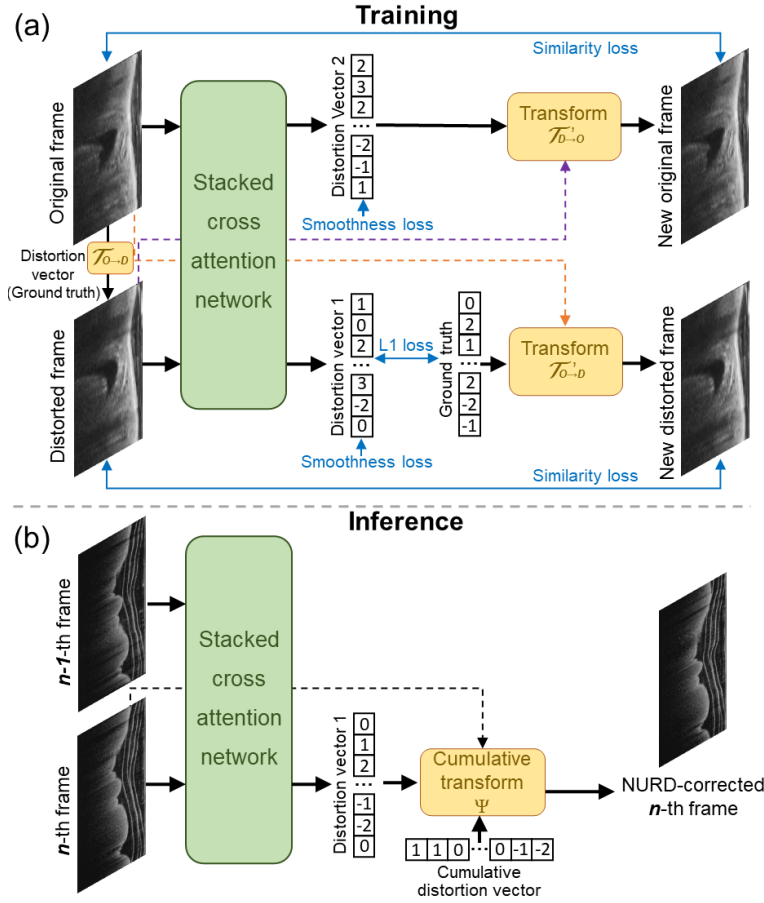 Training
(a)
Similarity loss
Original frame
Stacked
cross
attention
network
Distortion Vector 2
2
3
2
...
-2
-1
1
Smoothness loss
Transform
𝒯'D→O
New original frame
Distortion
vector
(Ground truth)
𝒯O→D
Distorted frame
Distortion vector 1
1
0
2
...
3
-2
0
Smoothness loss
L1 loss
Ground truth
0
2
1
...
2
-2
-1
Transform
𝒯'O→D
New distorted frame
Similarity loss
Inference
(b)
n-1-th frame
n-th frame
Stacked
cross
attention
network
Distortion vector 1
0
1
2
...
-1
-2
0
Cumulative
transform
Ψ
1 1 0 ... 0 -1 -2
Cumulative
distortion vector
NURD-corrected
n-th frame